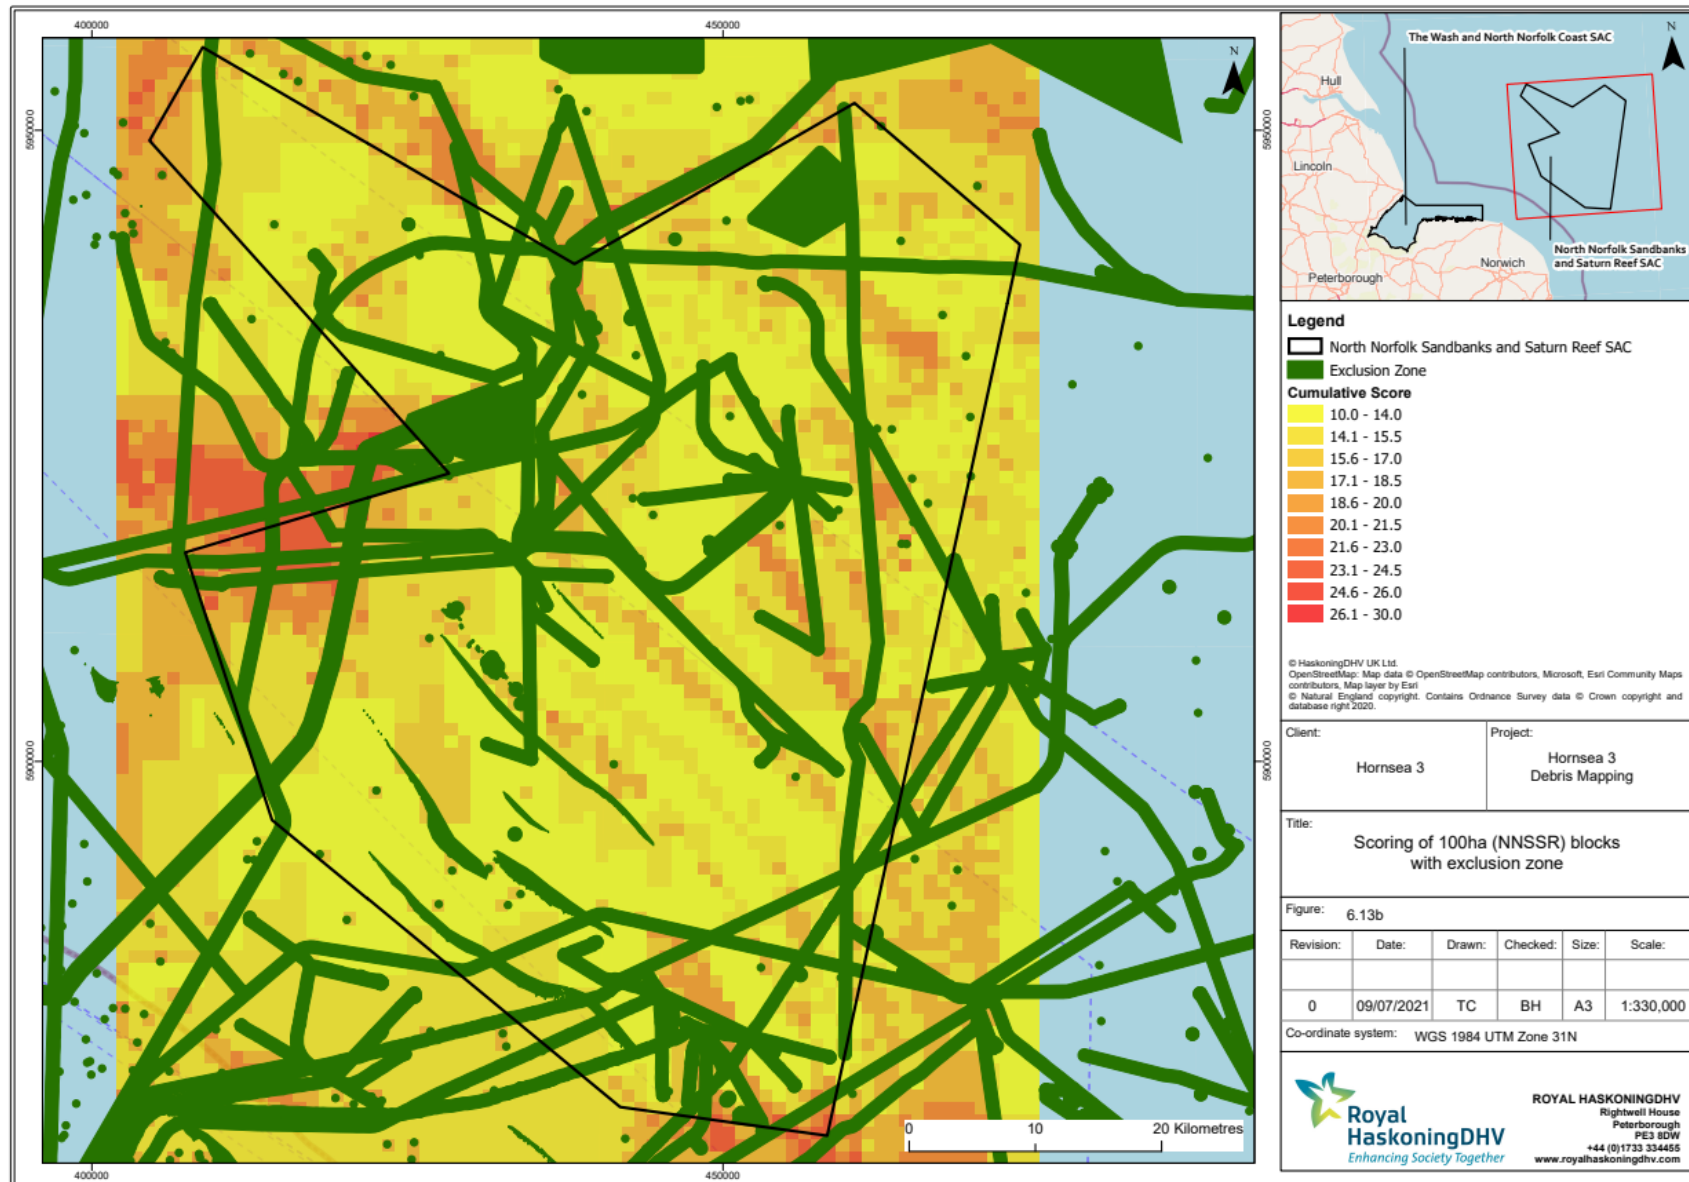 400000
450000
5950000
5950000
5900000
5900000
400000
450000
N
0
10
20 Kilometres
The Wash and North Norfolk Coast SAC
N
Hull
Lincoln
Peterborough
Norwich
North Norfolk Sandbanks
and Saturn Reef SAC
Legend
North Norfolk Sandbanks and Saturn Reef SAC
Exclusion Zone
Cumulative Score
10.0 - 14.0
14.1 - 15.5
15.6 - 17.0
17.1 - 18.5
18.6 - 20.0
20.1 - 21.5
21.6 - 23.0
23.1 - 24.5
24.6 - 26.0
26.1 - 30.0
© HaskoningDHV UK Ltd.
OpenStreetMap: Map data © OpenStreetMap contributors, Microsoft, Esri Community Maps
contributors, Map layer by Esri
© Natural England copyright. Contains Ordnance Survey data © Crown copyright and
database right 2020.
Client:
Hornsea 3
Project:
Hornsea 3
Debris Mapping
Title:
Scoring of 100ha (NNSSR) blocks
with exclusion zone
Figure: 6.13b
Revision: Date: Drawn: Checked: Size: Scale:
0 09/07/2021 TC BH A3 1:330,000
Co-ordinate system: WGS 1984 UTM Zone 31N
Royal
HaskoningDHV
Enhancing Society Together
ROYAL HASKONINGDHV
Rightwell House
Peterborough
PE3 8DW
+44 (0)1733 334455
www.royalhaskoningdhv.com